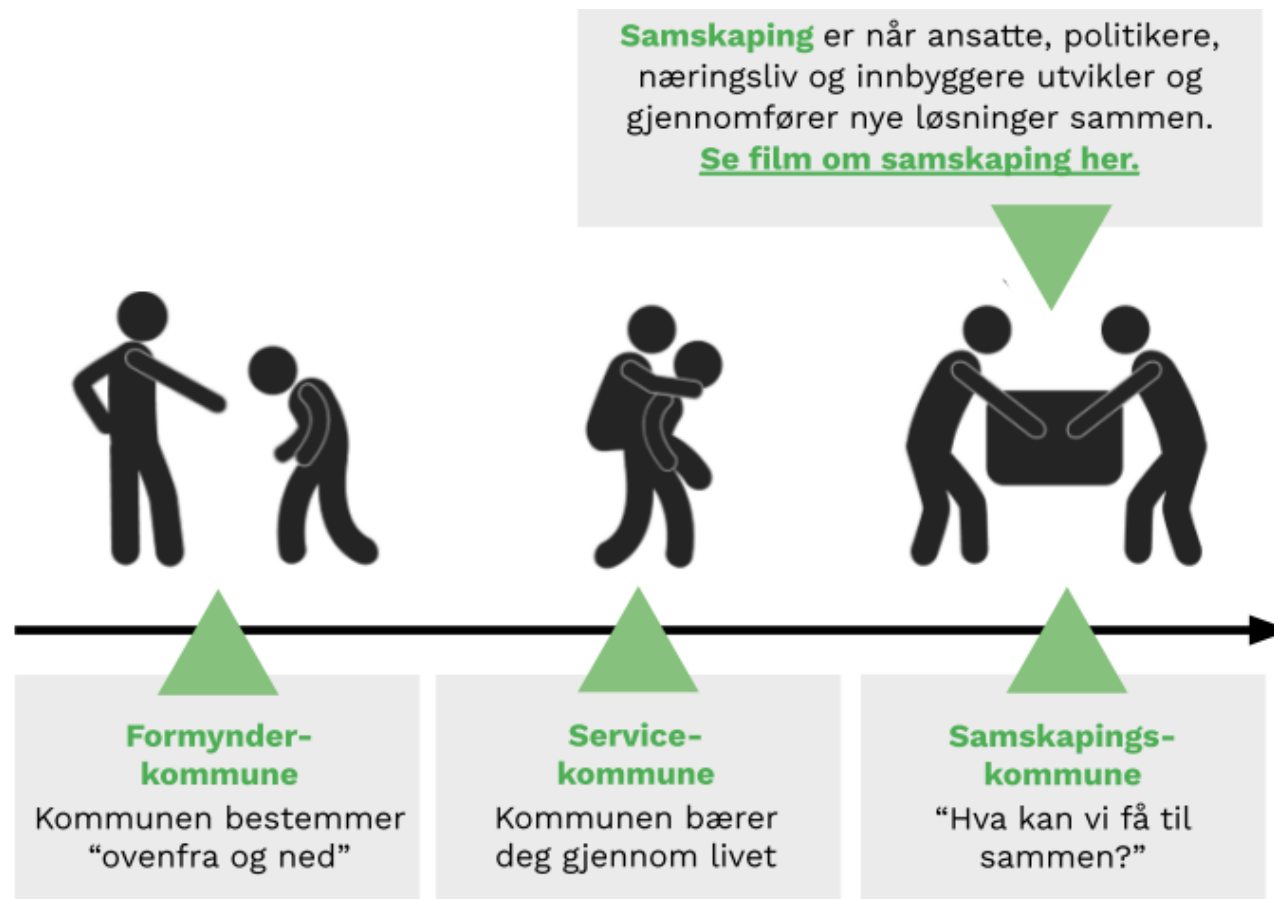 Samskaping er når ansatte, politikere,
næringsliv og innbyggere utvikler og
gjennomfører nye løsninger sammen.
Se film om samskaping her.
Formynder-
kommune
Kommunen bestemmer
“ovenfra og ned”
Service-
kommune
Kommunen bærer
deg gjennom livet
Samskapings-
kommune
“Hva kan vi få til
sammen?”